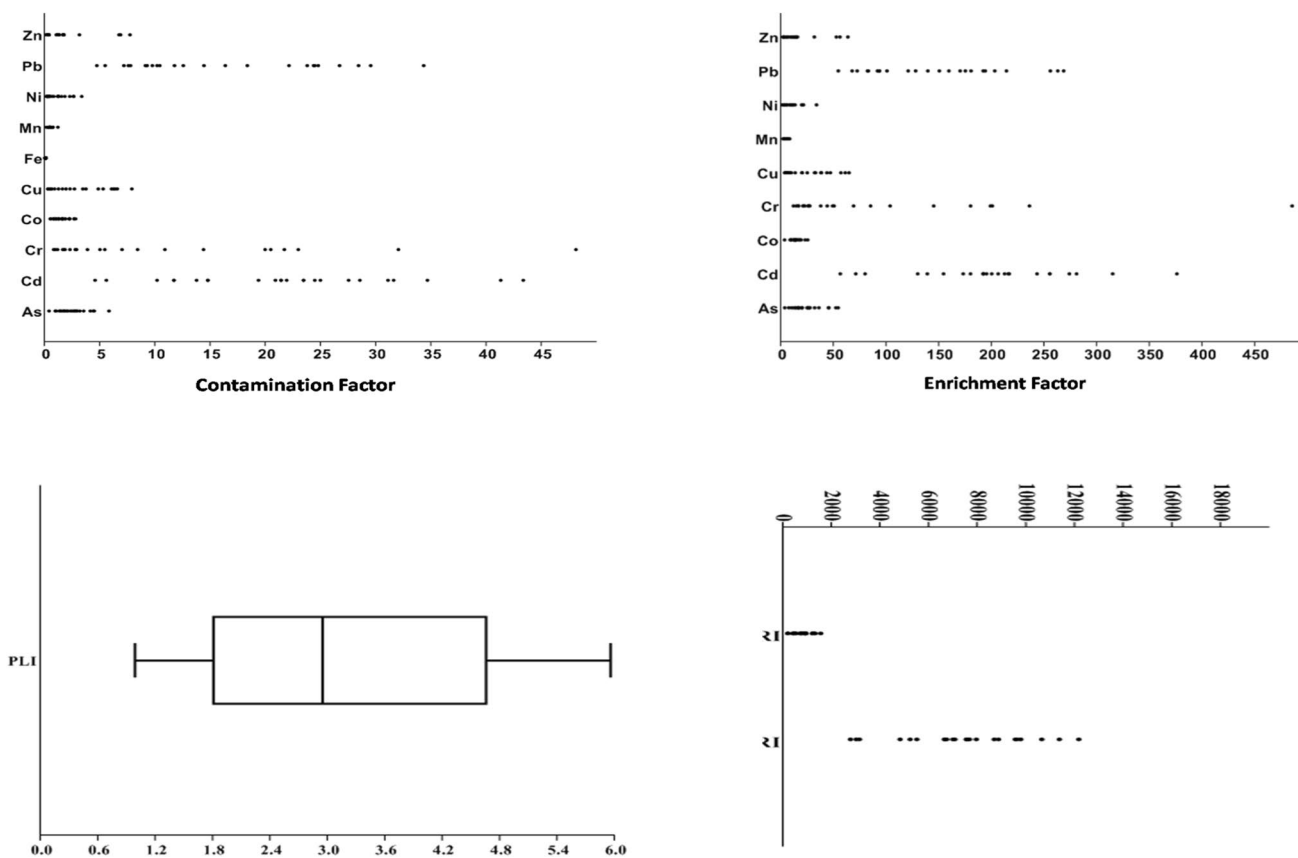 Zn
Pb
Ni
Mn
Fe
Cu
Co
Cr
Cd
As
0 5 10 15 20 25 30 35 40 45
Contamination Factor
Zn
Pb
Ni
Mn
Cu
Cr
Co
Cd
As
0 50 100 150 200 250 300 350 400 450
Enrichment Factor
PLI
0.0 0.6 1.2 1.8 2.4 3.0 3.6 4.2 4.8 5.4 6.0
0 2000 4000 6000 8000 10000 12000 14000 16000 18000
RI
RI